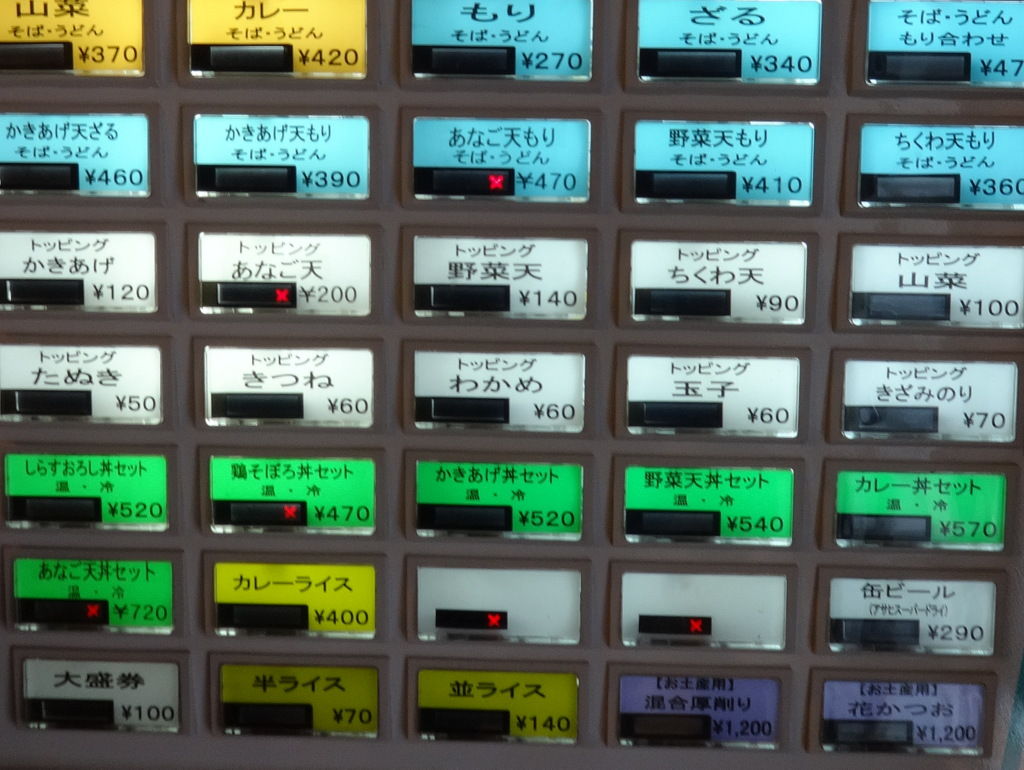 山菜
そば・うどん
¥370
カレー
そば・うどん
¥420
もり
そば・うどん
¥270
ざる
そば・うどん
¥340
そば・うどん
もり合わせ
¥47
かきあげ天ざる
そば・うどん
¥460
かきあげ天もり
そば・うどん
¥390
あなご天もり
そば・うどん
¥470
野菜天もり
そば・うどん
¥410
ちくわ天もり
そば・うどん
¥360
トッピング
かきあげ
¥120
トッピング
あなご天
¥200
トッピング
野菜天
¥140
トッピング
ちくわ天
¥90
トッピング
山菜
¥100
トッピング
たぬき
¥50
トッピング
きつね
¥60
トッピング
わかめ
¥60
トッピング
玉子
¥60
トッピング
きざみのり
¥70
しらすおろし丼セット
温・冷
¥520
鶏そぼろ丼セット
温・冷
¥470
かきあげ丼セット
温・冷
¥520
野菜天丼セット
温・冷
¥540
カレー丼セット
温・冷
¥570
あなご天丼セット
温・冷
¥720
カレーライス
¥400
缶ビール
(アサヒスーパードライ)
¥290
大盛券
¥100
半ライス
¥70
並ライス
¥140
【お土産用】
混合厚削り
¥1,200
【お土産用】
花かつお
¥1,200